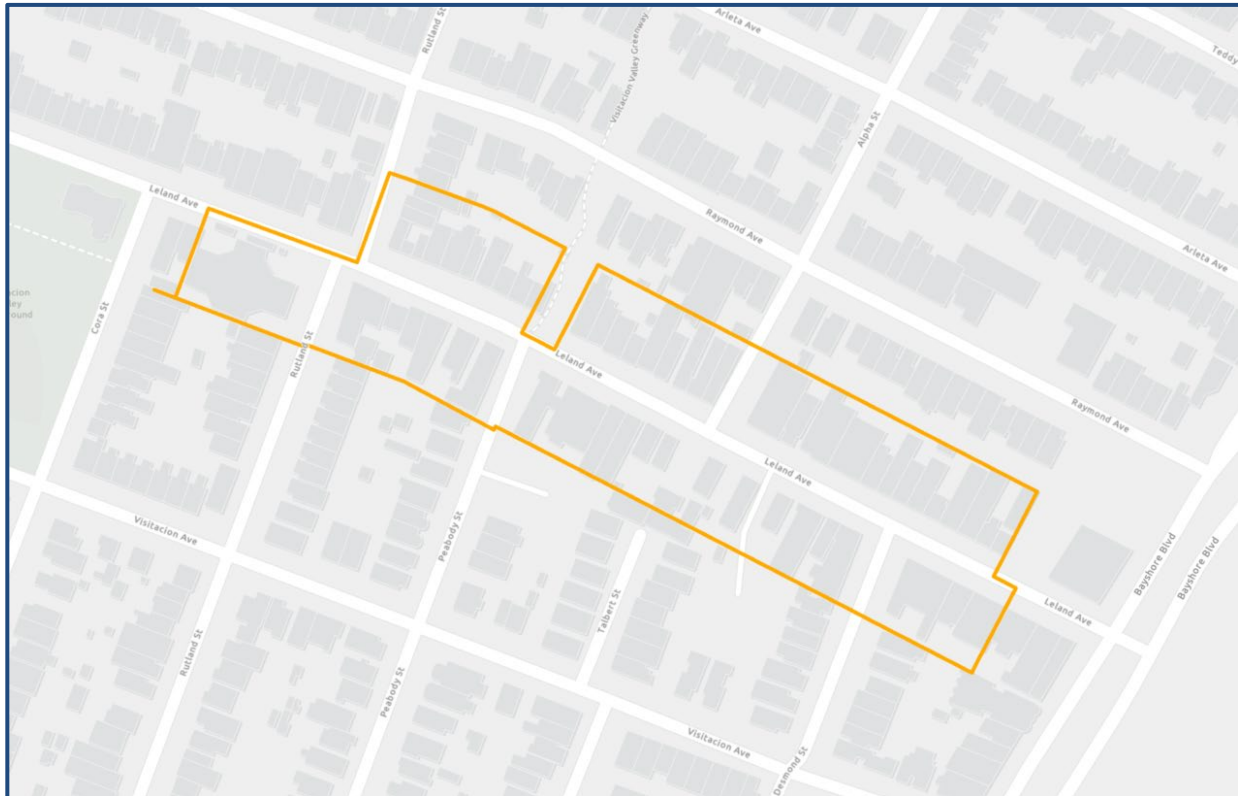 Arleta Ave
Teddy
Rutland St
Visitacion Valley Greenway
Alpha St
Leland Ave
Raymond Ave
Arleta Ave
Cora St
Rutland St
Leland Ave
Raymond Ave
Leland Ave
Visitacion Ave
Peabody St
Bayshore Blvd
Bayshore Blvd
Leland Ave
Talbert St
Rutland St
Peabody St
Visitacion Ave
Desmond St